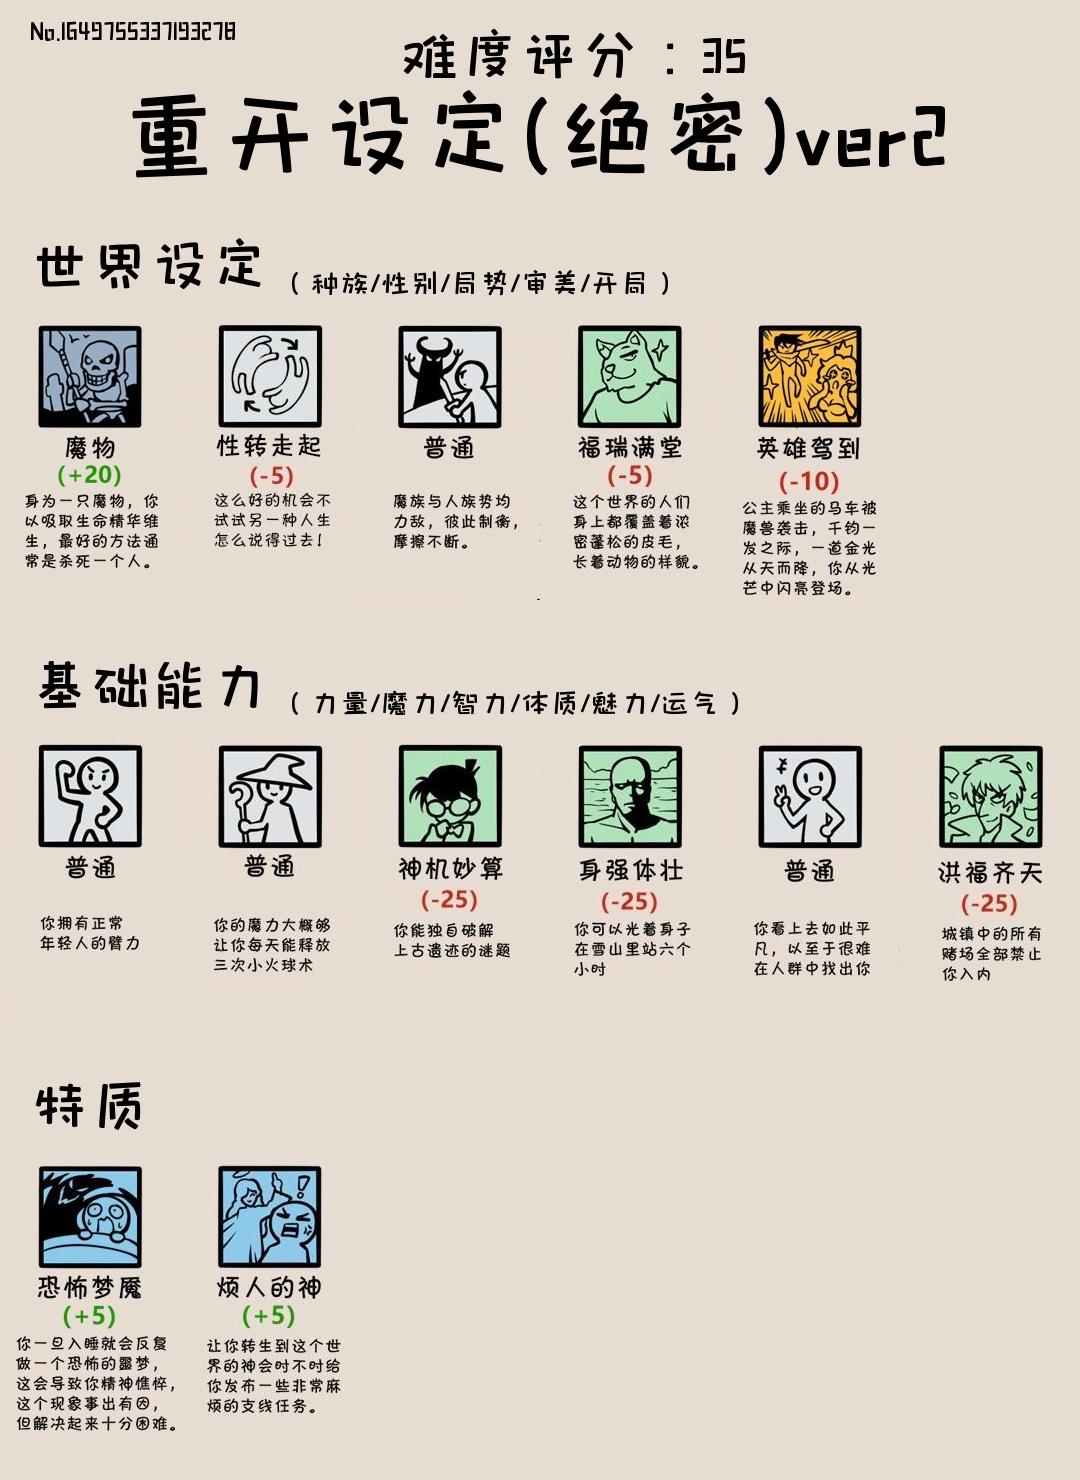 No.1649755337193278
难度评分：35
重开设定(绝密)ver2
世界设定 (种族/性别/局势/审美/开局)
魔物
(+20)
身为一只魔物，你
以吸取生命精华维
生，最好的方法通
常是杀死一个人。
性转走起
(-5)
这么好的机会不
试试另一种人生
怎么说得过去！
普通
魔族与人族势均
力敌，彼此制衡，
摩擦不断。
福瑞满堂
(-5)
这个世界的人们
身上都覆盖着浓
密蓬松的皮毛，
长着动物的样貌。
英雄驾到
(-10)
公主乘坐的马车被
魔兽袭击，千钧一
发之际，一道金光
从天而降，你从光
芒中闪亮登场。
基础能力 (力量/魔力/智力/体质/魅力/运气)
普通
你拥有正常
年轻人的臂力
普通
你的魔力大概够
让你每天能释放
三次小火球术
神机妙算
(-25)
你能独自破解
上古遗迹的谜题
身强体壮
(-25)
你可以光着身子
在雪山里站六个
小时
普通
你看上去如此平
凡，以至于很难
在人群中找出你
洪福齐天
(-25)
城镇中的所有
赌场全部禁止
你入内
特质
恐怖梦魇
(+5)
你一旦入睡就会反复
做一个恐怖的噩梦，
这会导致你精神憔悴，
这个现象事出有因，
但解决起来十分困难。
烦人的神
(+5)
让你转生到这个世
界的神会时不时给
你发布一些非常麻
烦的支线任务。